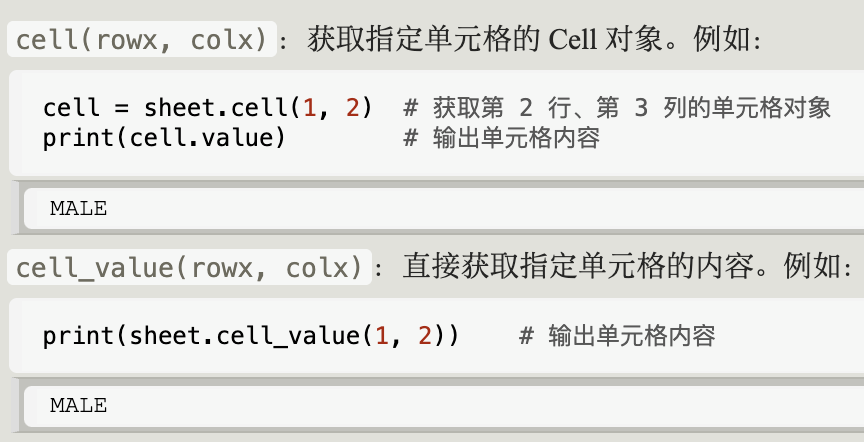 cell(rowx, colx)：获取指定单元格的 Cell 对象。例如：
cell = sheet.cell(1, 2)  # 获取第 2 行、第 3 列的单元格对象
print(cell.value)        # 输出单元格内容
MALE
cell_value(rowx, colx)：直接获取指定单元格的内容。例如：
print(sheet.cell_value(1, 2))    # 输出单元格内容
MALE